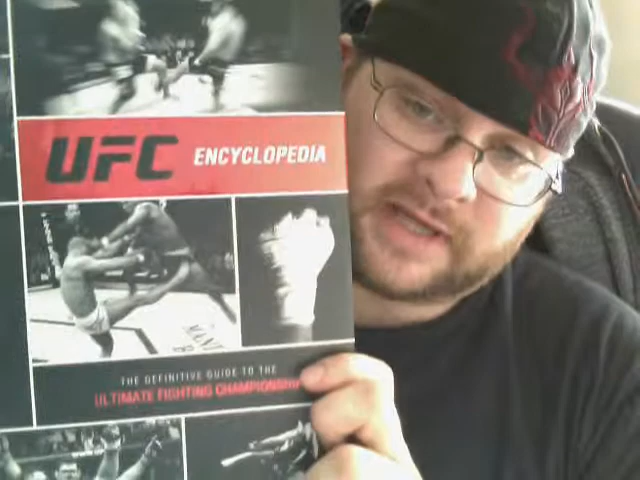 UFC ENCYCLOPEDIA
THE DEFINITIVE GUIDE TO THE
ULTIMATE FIGHTING CHAMPIONSHIP